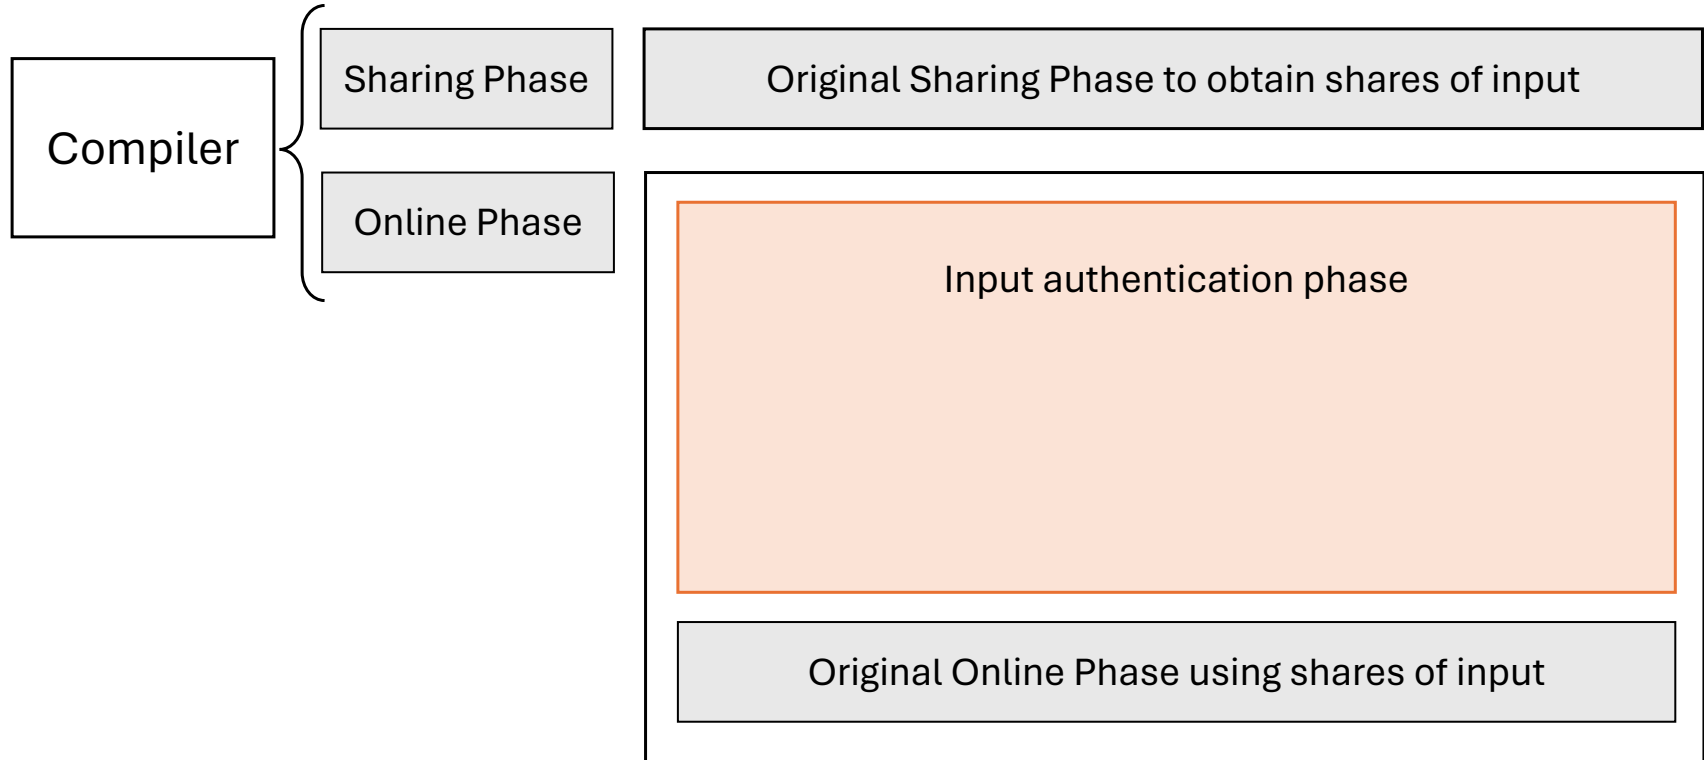 Compiler
Sharing Phase
Original Sharing Phase to obtain shares of input
Online Phase
Input authentication phase
Original Online Phase using shares of input